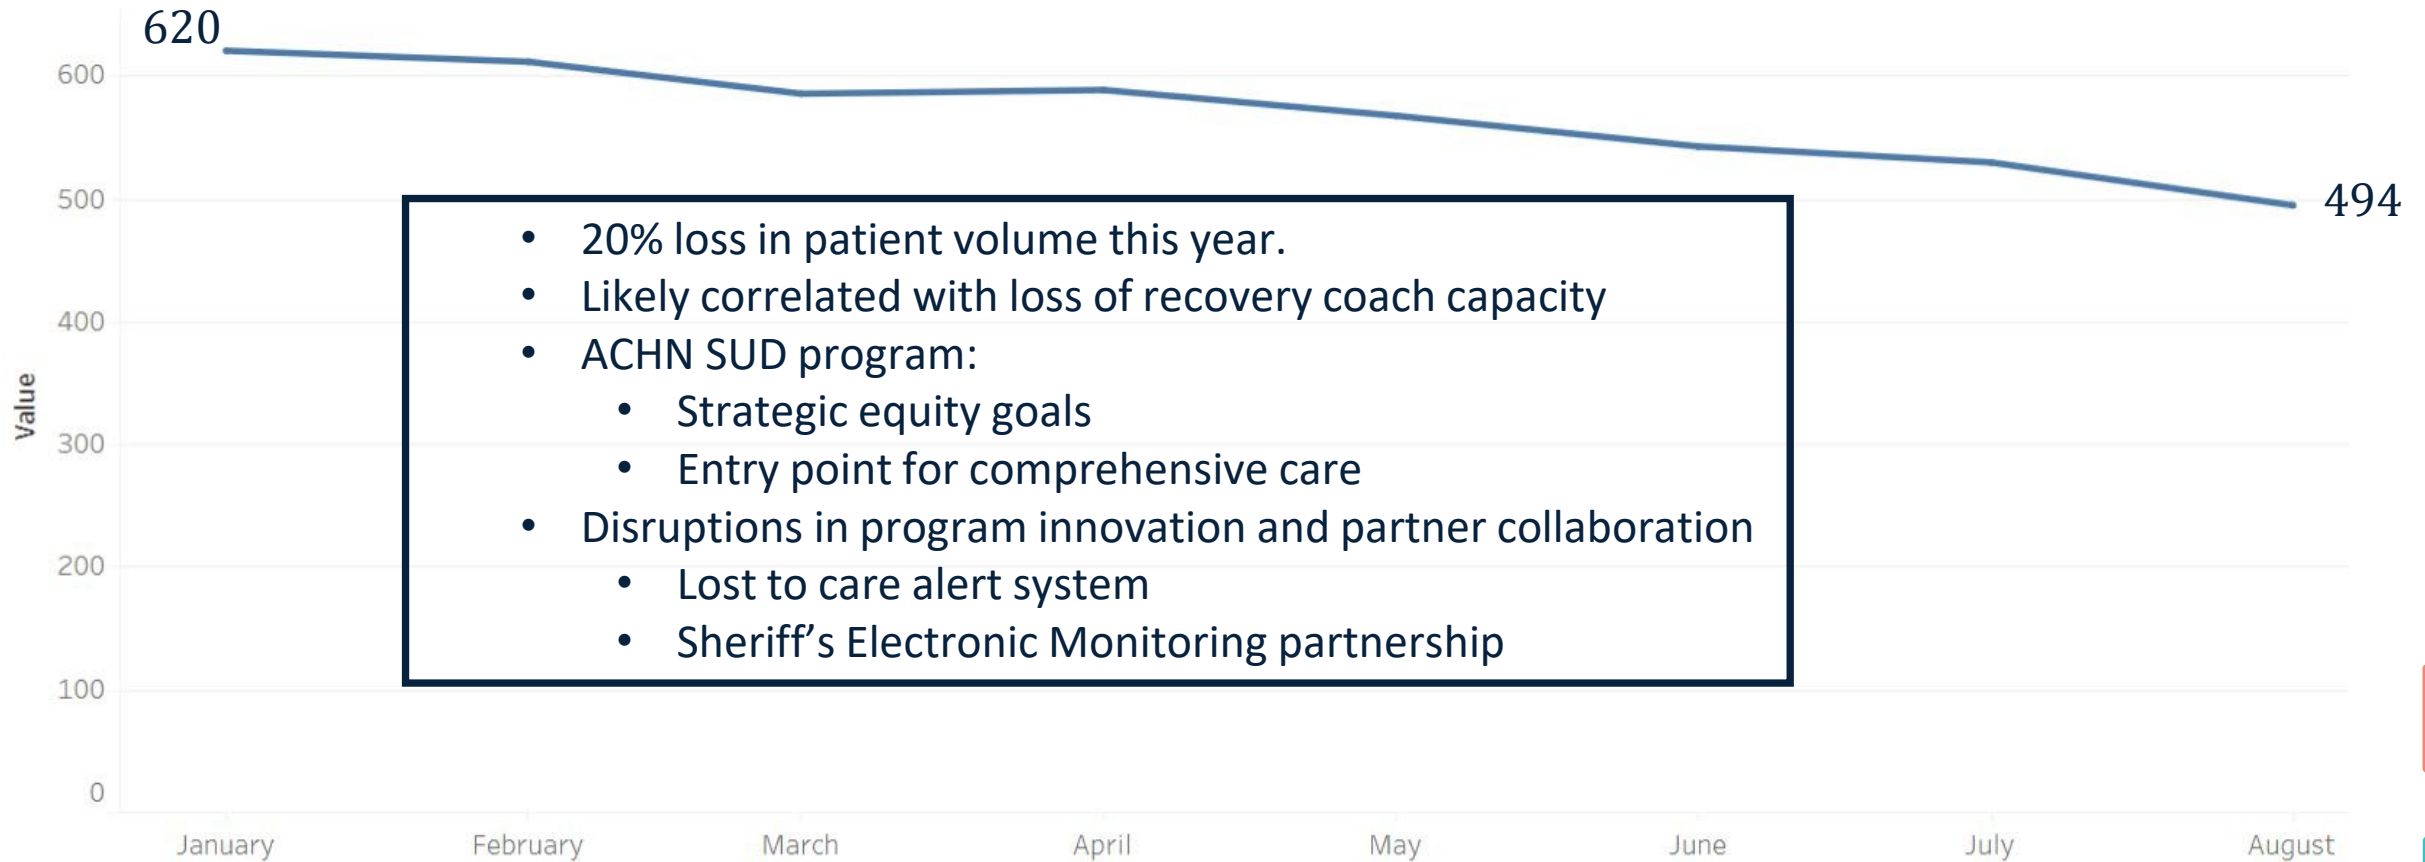 620
600
500
494
400
300
200
100
0
Value
• 20% loss in patient volume this year.
• Likely correlated with loss of recovery coach capacity
• ACHN SUD program:
• Strategic equity goals
• Entry point for comprehensive care
• Disruptions in program innovation and partner collaboration
• Lost to care alert system
• Sheriff’s Electronic Monitoring partnership
January February March April May June July August